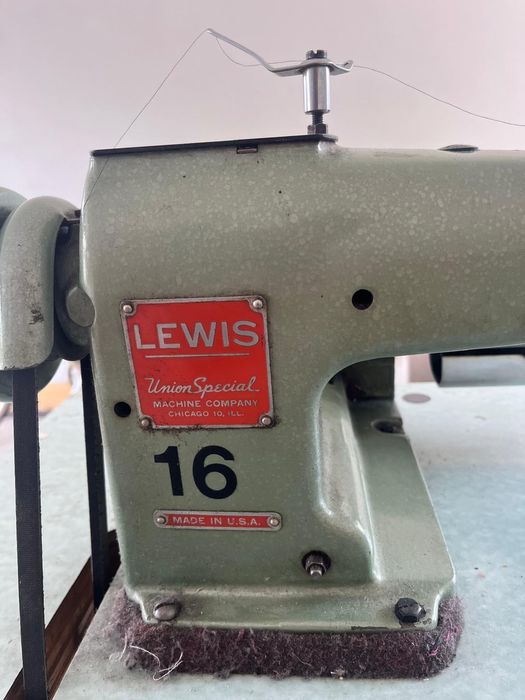 LEWIS
Union Special
MACHINE COMPANY
CHICAGO 10, ILL.
16
MADE IN U.S.A.